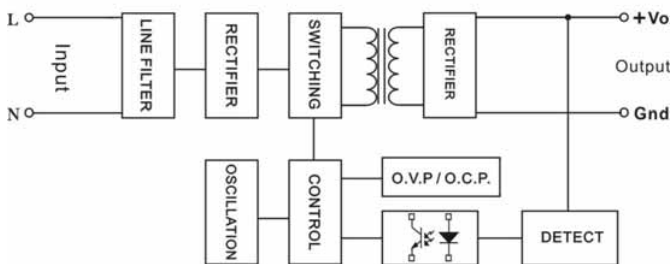 L
N
Input
LINE FILTER
RECTIFIER
SWITCHING
RECTIFIER
+Vo
Output
Gnd
OSCILLATION
CONTROL
O.V.P / O.C.P.
DETECT